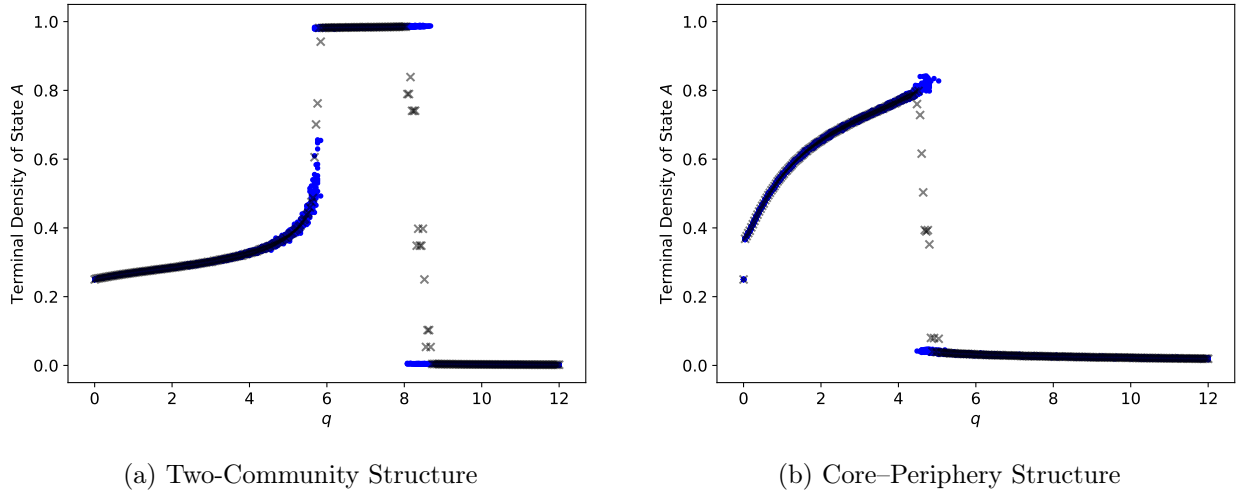 Terminal Density of State A
1.0
0.8
0.6
0.4
0.2
0.0
0 2 4 6 8 10 12
q
(a) Two-Community Structure
Terminal Density of State A
1.0
0.8
0.6
0.4
0.2
0.0
0 2 4 6 8 10 12
q
(b) Core–Periphery Structure